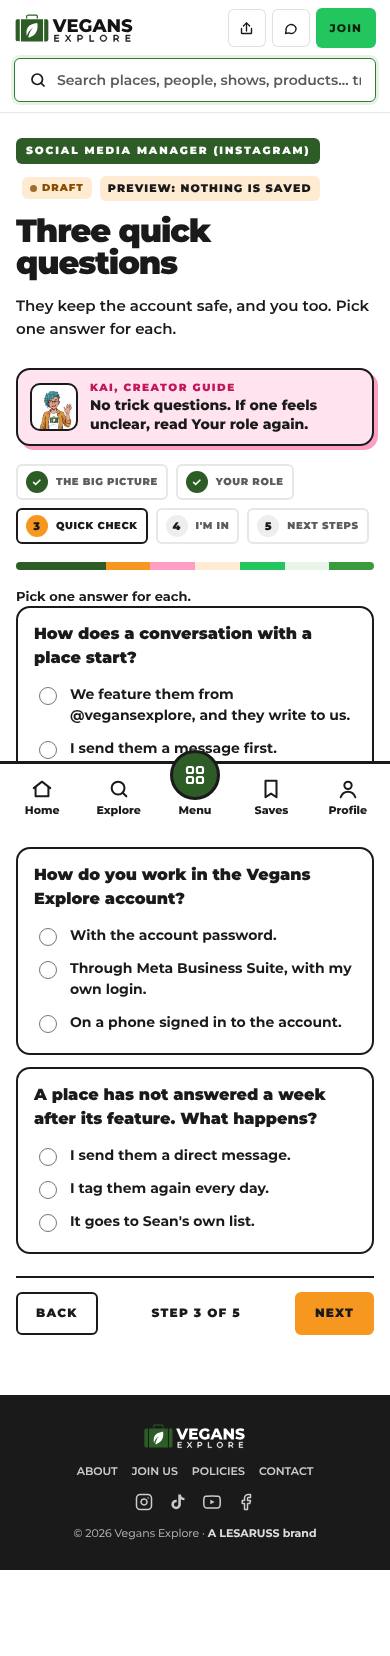 VEGANS
EXPLORE
JOIN
Search places, people, shows, products... t
SOCIAL MEDIA MANAGER (INSTAGRAM)
DRAFT
PREVIEW: NOTHING IS SAVED
Three quick
questions
They keep the account safe, and you too. Pick
one answer for each.
KAI, CREATOR GUIDE
No trick questions. If one feels
unclear, read Your role again.
THE BIG PICTURE
YOUR ROLE
3 QUICK CHECK
4 I'M IN
5 NEXT STEPS
Pick one answer for each.
How does a conversation with a
place start?
We feature them from
@vegansexplore, and they write to us.
I send them a message first.
Home
Explore
Menu
Saves
Profile
How do you work in the Vegans
Explore account?
With the account password.
Through Meta Business Suite, with my
own login.
On a phone signed in to the account.
A place has not answered a week
after its feature. What happens?
I send them a direct message.
I tag them again every day.
It goes to Sean's own list.
BACK
STEP 3 OF 5
NEXT
VEGANS
EXPLORE
ABOUT
JOIN US
POLICIES
CONTACT
© 2026 Vegans Explore · A LESARUSS brand